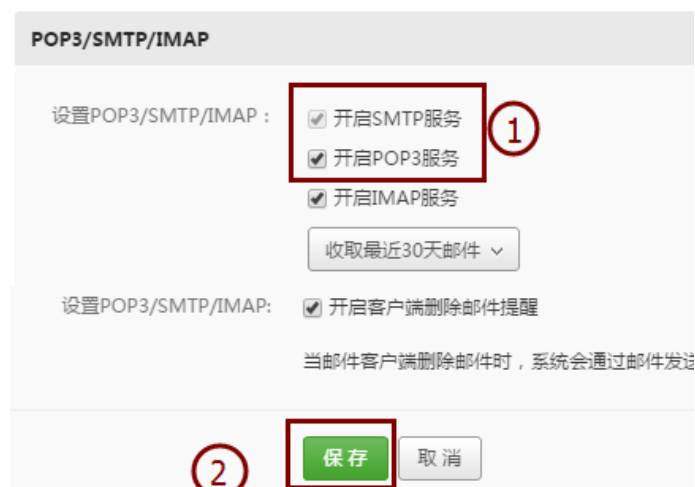 POP3/SMTP/IMAP
设置POP3/SMTP/IMAP：
开启SMTP服务
1
开启POP3服务
开启IMAP服务
收取最近30天邮件
设置POP3/SMTP/IMAP:
开启客户端删除邮件提醒
当邮件客户端删除邮件时，系统会通过邮件发送
2
保存
取消